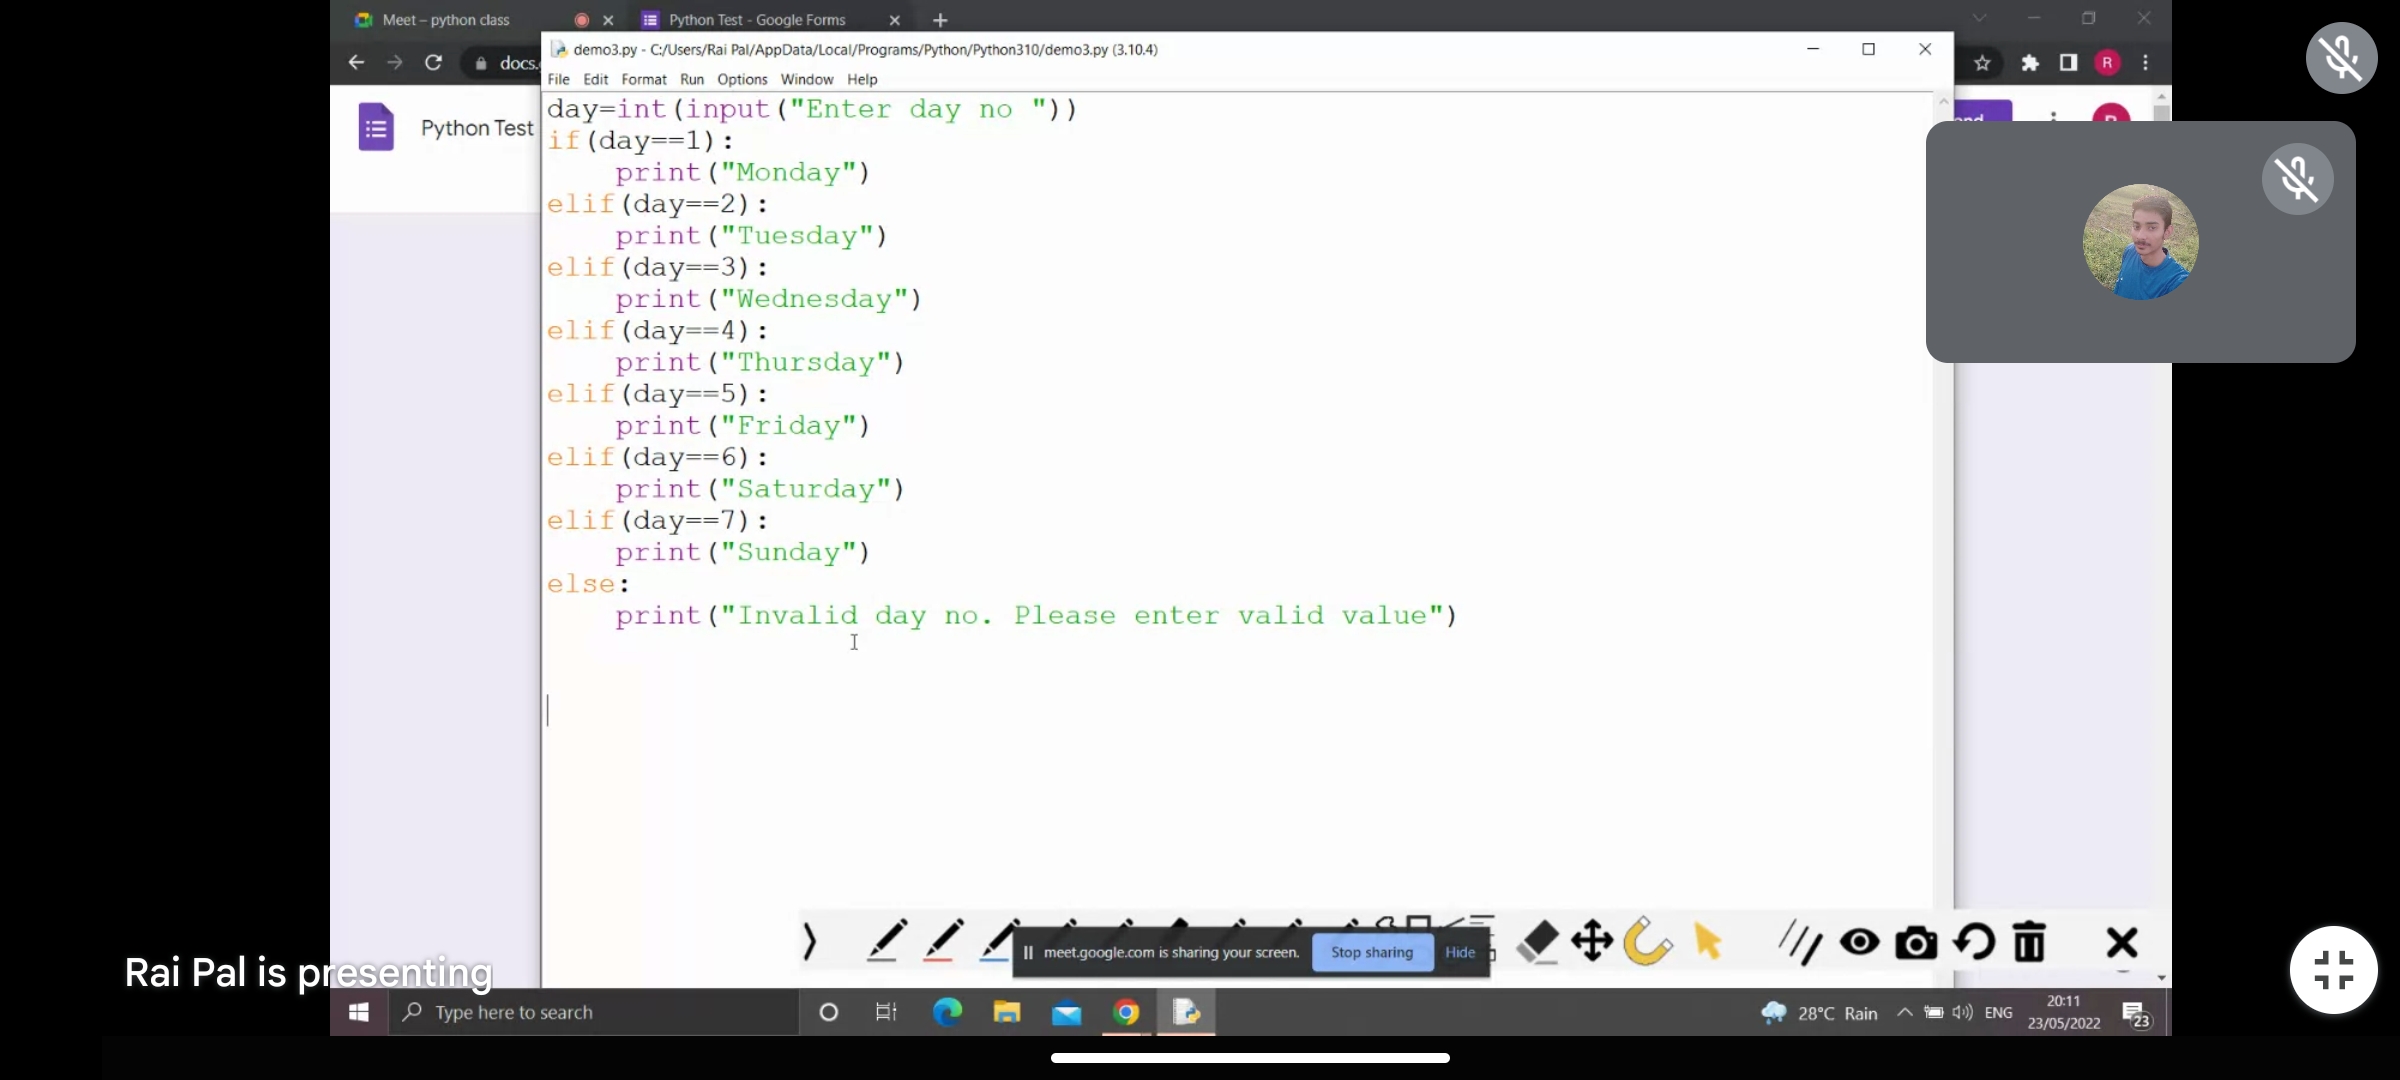 Meet – python class
Python Test - Google Forms
docs.
R
demo3.py - C:/Users/Rai Pal/AppData/Local/Programs/Python/Python310/demo3.py (3.10.4)
File Edit Format Run Options Window Help
Python Test
day=int(input("Enter day no "))
if(day==1):
    print("Monday")
elif(day==2):
    print("Tuesday")
elif(day==3):
    print("Wednesday")
elif(day==4):
    print("Thursday")
elif(day==5):
    print("Friday")
elif(day==6):
    print("Saturday")
elif(day==7):
    print("Sunday")
else:
    print("Invalid day no. Please enter valid value")
meet.google.com is sharing your screen. Stop sharing Hide
Rai Pal is presenting
Type here to search
28°C Rain
ENG
20:11
23/05/2022
23